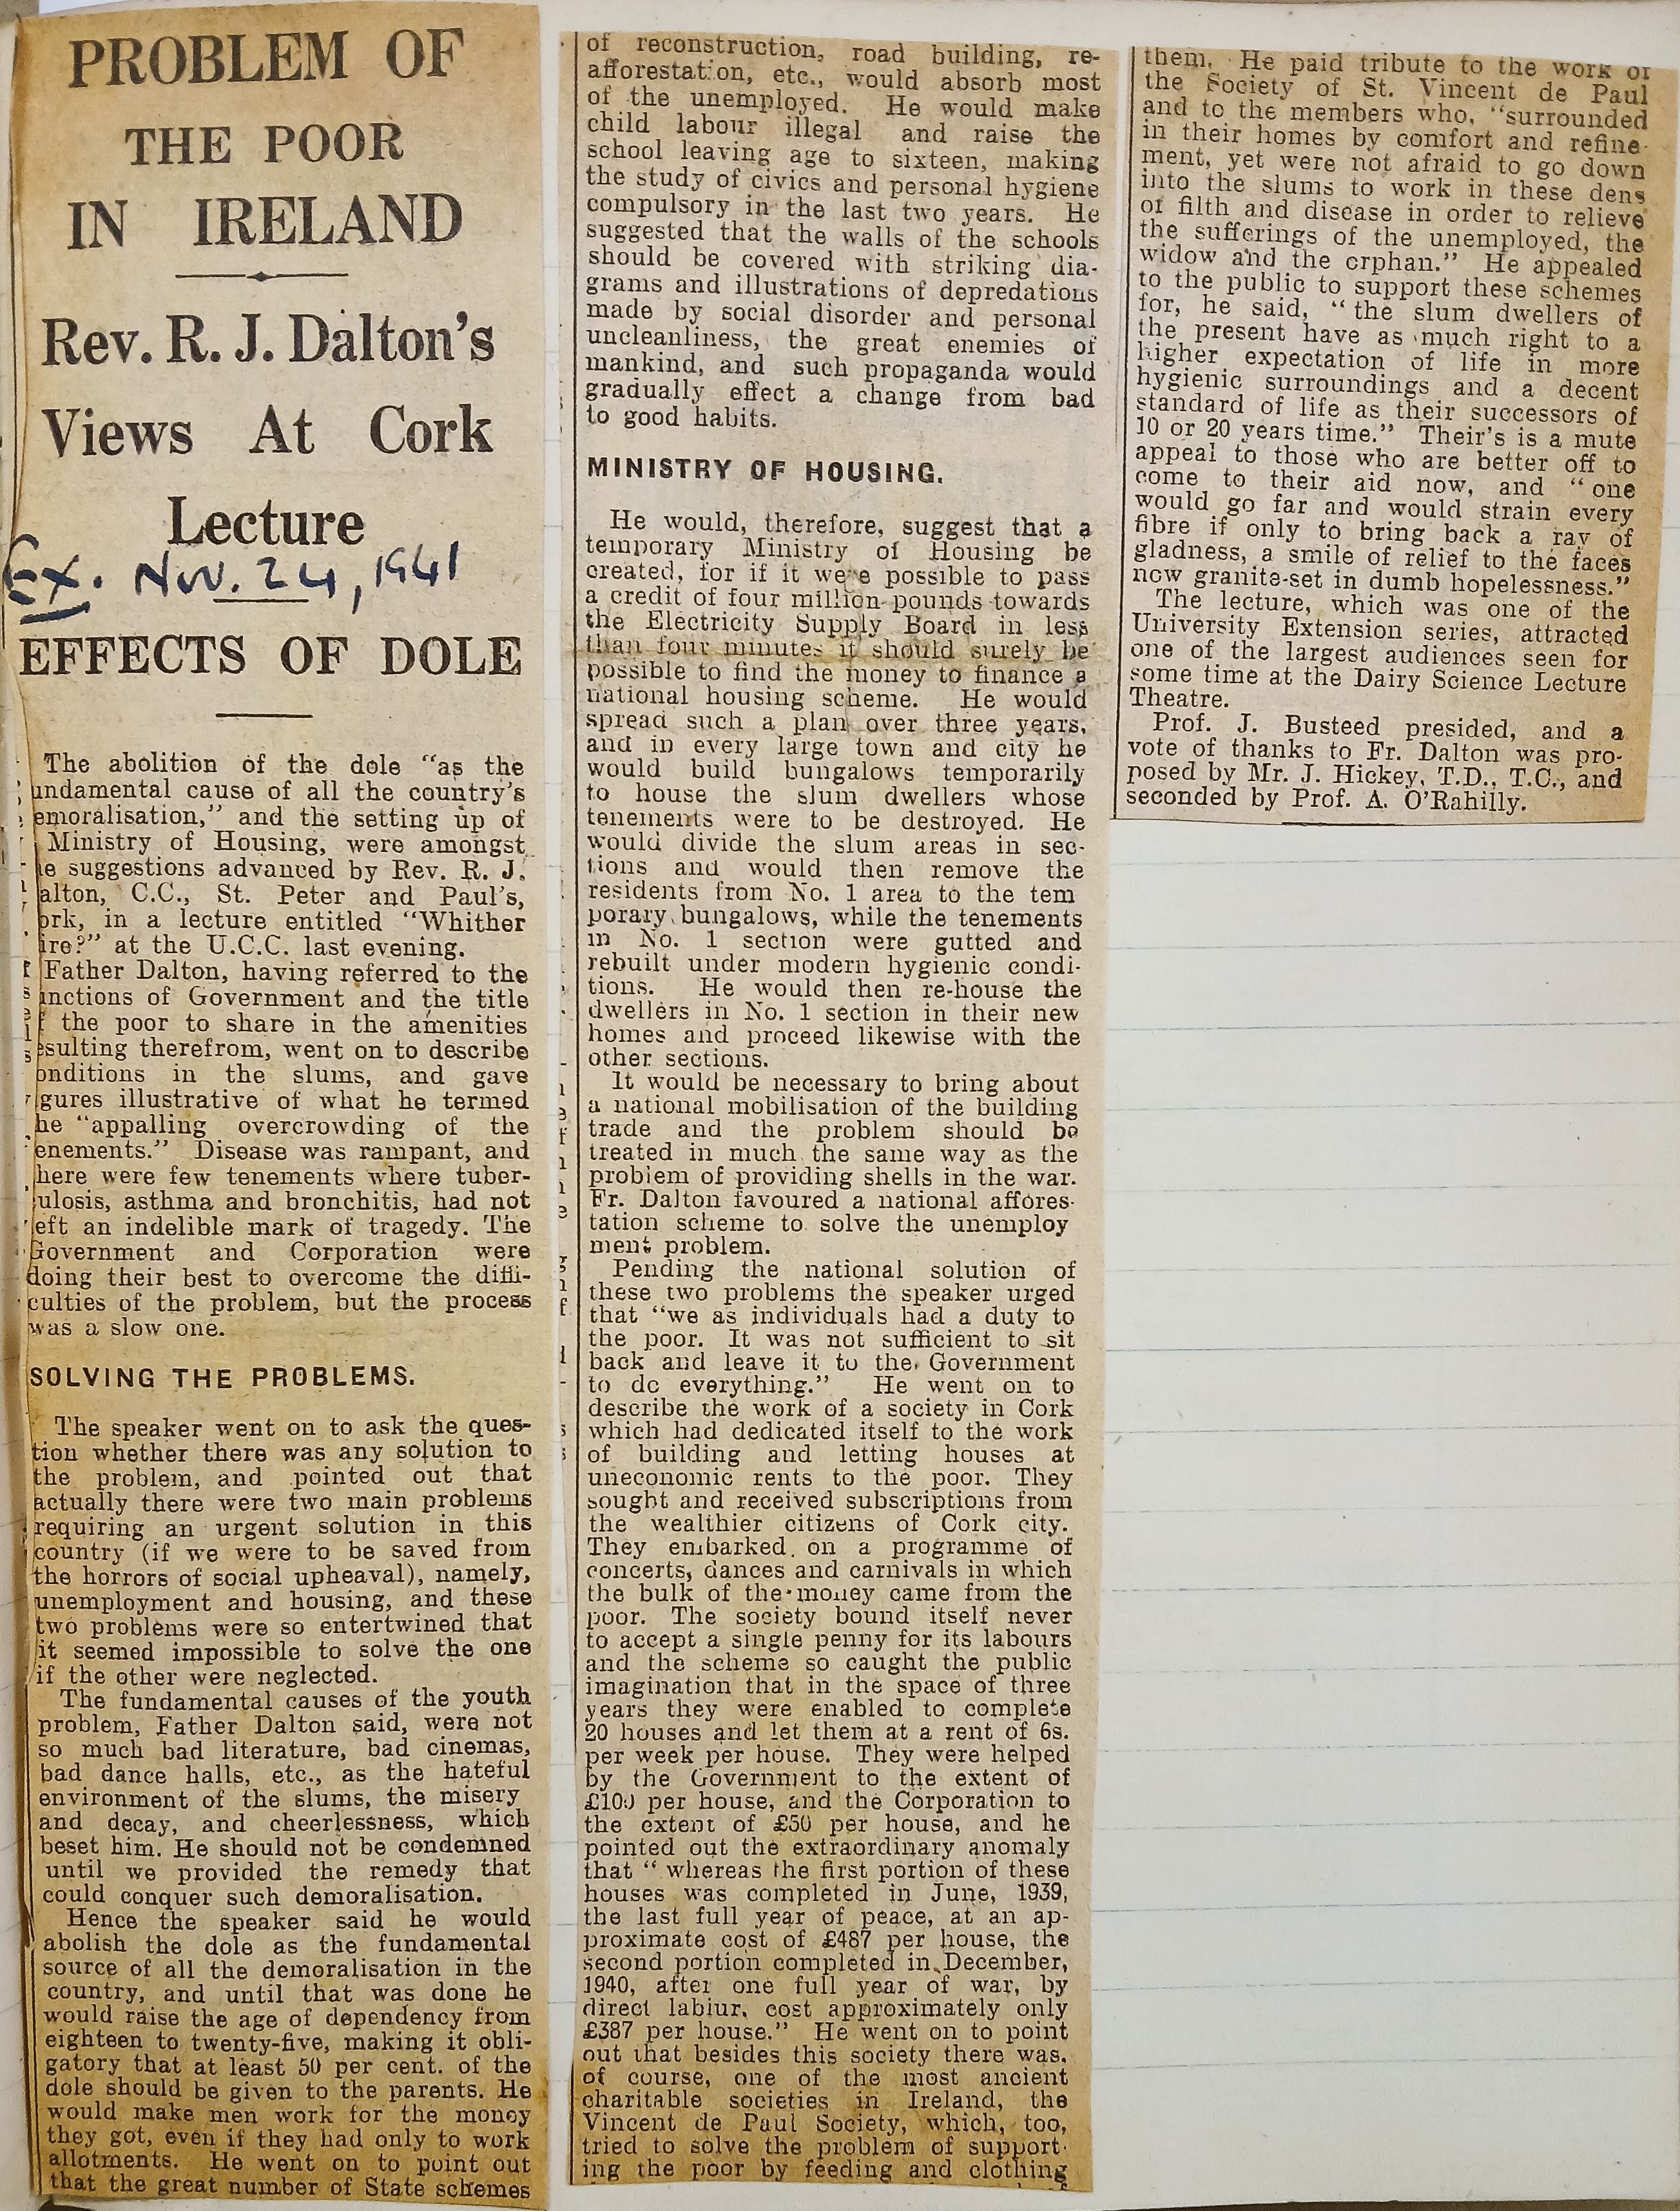 PROBLEM OF
THE POOR
IN IRELAND
Rev. R. J. Dalton's
Views At Cork
Lecture
Ex. Nov. 24, 1941
EFFECTS OF DOLE
The abolition of the dole "as the
undamental cause of all the country's
emoralisation," and the setting up of
Ministry of Housing, were amongst
e suggestions advanced by Rev. R. J.
alton, C.C., St. Peter and Paul's,
ork, in a lecture entitled "Whither
ire?" at the U.C.C. last evening.
Father Dalton, having referred to the
unctions of Government and the title
f the poor to share in the amenities
esulting therefrom, went on to describe
onditions in the slums, and gave
gures illustrative of what he termed
he "appalling overcrowding of the
enements." Disease was rampant, and
here were few tenements where tuber-
ulosis, asthma and bronchitis, had not
eft an indelible mark of tragedy. The
Government and Corporation were
doing their best to overcome the diffi-
culties of the problem, but the process
was a slow one.
SOLVING THE PROBLEMS.
The speaker went on to ask the ques-
tion whether there was any solution to
the problem, and pointed out that
actually there were two main problems
requiring an urgent solution in this
country (if we were to be saved from
the horrors of social upheaval), namely,
unemployment and housing, and these
two problems were so entertwined that
it seemed impossible to solve the one
if the other were neglected.
The fundamental causes of the youth
problem, Father Dalton said, were not
so much bad literature, bad cinemas,
bad dance halls, etc., as the hateful
environment of the slums, the misery
and decay, and cheerlessness, which
beset him. He should not be condemned
until we provided the remedy that
could conquer such demoralisation.
Hence the speaker said he would
abolish the dole as the fundamental
source of all the demoralisation in the
country, and until that was done he
would raise the age of dependency from
eighteen to twenty-five, making it obli-
gatory that at least 50 per cent. of the
dole should be given to the parents. He
would make men work for the money
they got, even if they had only to work
allotments. He went on to point out
that the great number of State schemes
of reconstruction, road building, re-
afforestation, etc., would absorb most
of the unemployed. He would make
child labour illegal and raise the
school leaving age to sixteen, making
the study of civics and personal hygiene
compulsory in the last two years. He
suggested that the walls of the schools
should be covered with striking dia-
grams and illustrations of depredations
made by social disorder and personal
uncleanliness, the great enemies of
mankind, and such propaganda would
gradually effect a change from bad
to good habits.
MINISTRY OF HOUSING.
He would, therefore, suggest that a
temporary Ministry of Housing be
created, for if it were possible to pass
a credit of four million pounds towards
the Electricity Supply Board in less
than four minutes it should surely be
possible to find the money to finance a
national housing scheme. He would
spread such a plan over three years,
and in every large town and city he
would build bungalows temporarily
to house the slum dwellers whose
tenements were to be destroyed. He
would divide the slum areas in sec-
tions and would then remove the
residents from No. 1 area to the tem
porary bungalows, while the tenements
in No. 1 section were gutted and
rebuilt under modern hygienic condi-
tions. He would then re-house the
dwellers in No. 1 section in their new
homes and proceed likewise with the
other sections.
It would be necessary to bring about
a national mobilisation of the building
trade and the problem should be
treated in much the same way as the
problem of providing shells in the war.
Fr. Dalton favoured a national affores-
tation scheme to solve the unemploy
ment problem.
Pending the national solution of
these two problems the speaker urged
that "we as individuals had a duty to
the poor. It was not sufficient to sit
back and leave it to the Government
to do everything." He went on to
describe the work of a society in Cork
which had dedicated itself to the work
of building and letting houses at
uneconomic rents to the poor. They
sought and received subscriptions from
the wealthier citizens of Cork city.
They embarked on a programme of
concerts, dances and carnivals in which
the bulk of the money came from the
poor. The society bound itself never
to accept a single penny for its labours
and the scheme so caught the public
imagination that in the space of three
years they were enabled to complete
20 houses and let them at a rent of 6s.
per week per house. They were helped
by the Government to the extent of
£100 per house, and the Corporation to
the extent of £50 per house, and he
pointed out the extraordinary anomaly
that "whereas the first portion of these
houses was completed in June, 1939,
the last full year of peace, at an ap-
proximate cost of £487 per house, the
second portion completed in December,
1940, after one full year of war, by
direct labiur, cost approximately only
£387 per house." He went on to point
out that besides this society there was,
of course, one of the most ancient
charitable societies in Ireland, the
Vincent de Paul Society, which, too,
tried to solve the problem of support-
ing the poor by feeding and clothing
them. He paid tribute to the work of
the Society of St. Vincent de Paul
and to the members who, "surrounded
in their homes by comfort and refine-
ment, yet were not afraid to go down
into the slums to work in these dens
of filth and disease in order to relieve
the sufferings of the unemployed, the
widow and the orphan." He appealed
to the public to support these schemes
for, he said, "the slum dwellers of
the present have as much right to a
higher expectation of life in more
hygienic surroundings and a decent
standard of life as their successors of
10 or 20 years time." Their's is a mute
appeal to those who are better off to
come to their aid now, and "one
would go far and would strain every
fibre if only to bring back a ray of
gladness, a smile of relief to the faces
now granite-set in dumb hopelessness."
The lecture, which was one of the
University Extension series, attracted
one of the largest audiences seen for
some time at the Dairy Science Lecture
Theatre.
Prof. J. Busteed presided, and a
vote of thanks to Fr. Dalton was pro-
posed by Mr. J. Hickey, T.D., T.C., and
seconded by Prof. A. O'Rahilly.